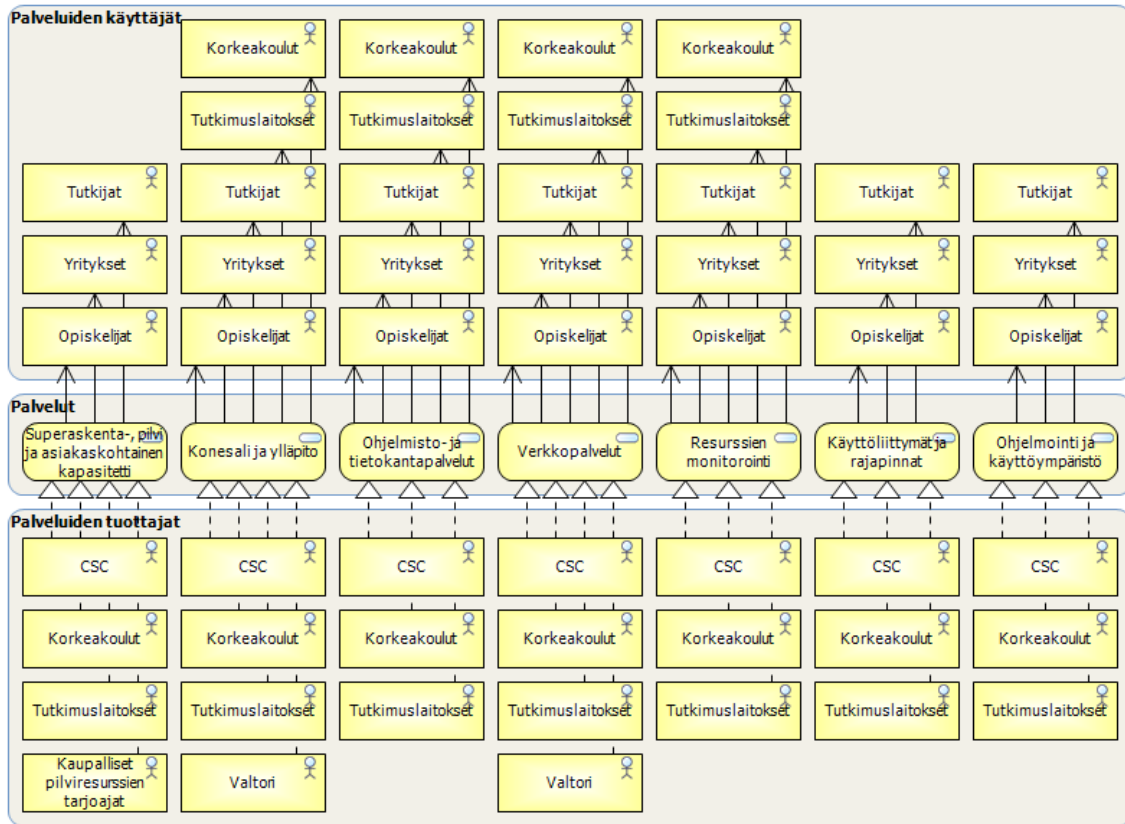 Palveluiden käyttäjät
Korkeakoulut Korkeakoulut Korkeakoulut Korkeakoulut
Tutkimuslaitokset Tutkimuslaitokset Tutkimuslaitokset Tutkimuslaitokset
Tutkijat Tutkijat Tutkijat Tutkijat Tutkijat Tutkijat Tutkijat
Yritykset Yritykset Yritykset Yritykset Yritykset Yritykset Yritykset
Opiskelijat Opiskelijat Opiskelijat Opiskelijat Opiskelijat Opiskelijat Opiskelijat
Palvelut
Superaskenta-, pilvi
ja asiakaskohtainen
kapasitetti
Konesali ja ylläpito
Ohjelmisto- ja
tietokantapalvelut
Verkkopalvelut
Resurssien
monitorointi
Käyttöliittymät ja
rajapinnat
Ohjelmointi ja
käyttöympäristö
Palveluiden tuottajat
CSC CSC CSC CSC CSC CSC CSC
Korkeakoulut Korkeakoulut Korkeakoulut Korkeakoulut Korkeakoulut Korkeakoulut Korkeakoulut
Tutkimuslaitokset Tutkimuslaitokset Tutkimuslaitokset Tutkimuslaitokset Tutkimuslaitokset Tutkimuslaitokset Tutkimuslaitokset
Kaupalliset
pilviresurssien
tarjoajat
Valtori
Valtori